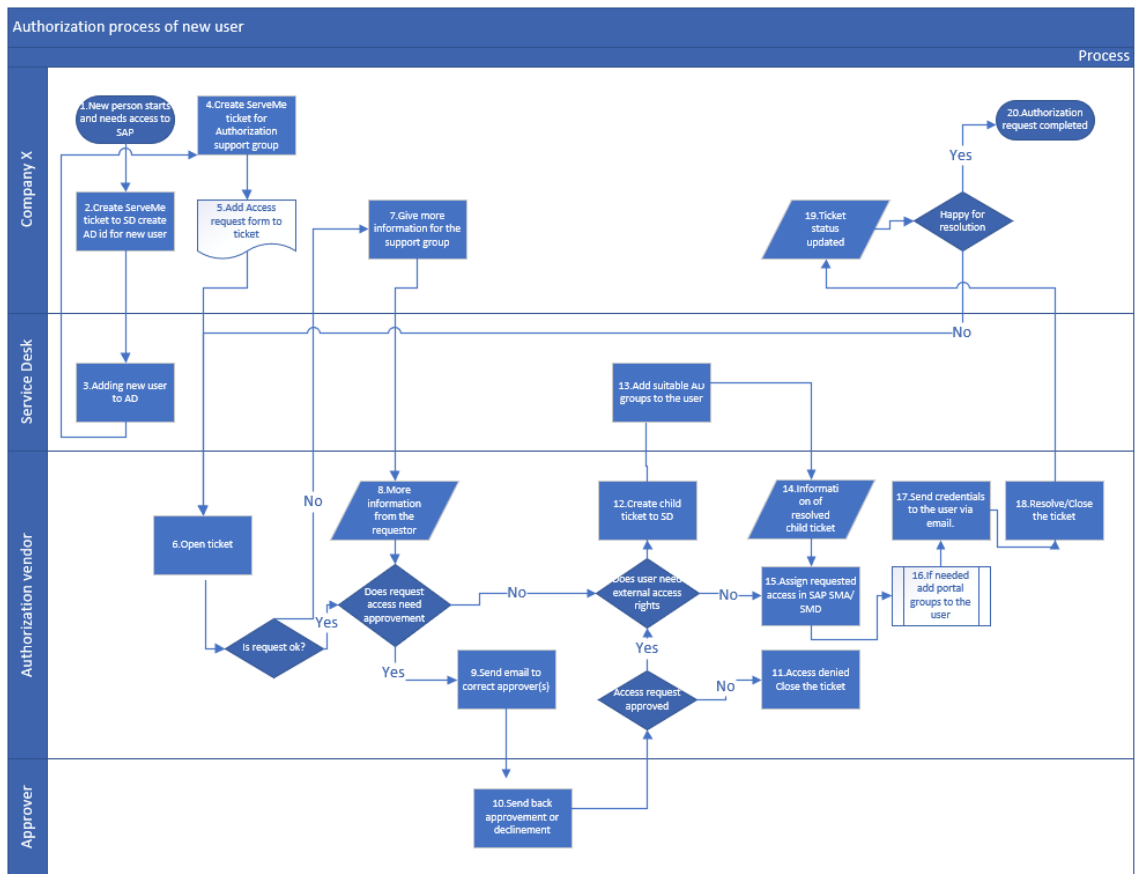 Authorization process of new user
Process
Company X
1.New person starts
and needs access to
SAP
4.Create ServeMe
ticket for
Authorization
support group
20.Authorization
request completed
Yes
2.Create ServeMe
ticket to SD create
AD id for new user
5.Add Access
request form to
ticket
7.Give more
information for the
support group
19.Ticket
status
updated
Happy for
resolution
No
Service Desk
3.Adding new user
to AD
13.Add suitable AD
groups to the user
Authorization vendor
No
8.More
information
from the
requestor
12.Create child
ticket to SD
14.Informati
on of
resolved
child ticket
17.Send credentials
to the user via
email.
18.Resolve/Close
the ticket
6.Open ticket
Does request
access need
approvement
No
Does user need
external access
rights
No
15.Assign requested
access in SAP SMA/
SMD
16.If needed
add portal
groups to the
user
Is request ok?
Yes
Yes
9.Send email to
correct approver(s)
Yes
Access request
approved
No
11.Access denied
Close the ticket
Approver
10.Send back
approvement or
declinement